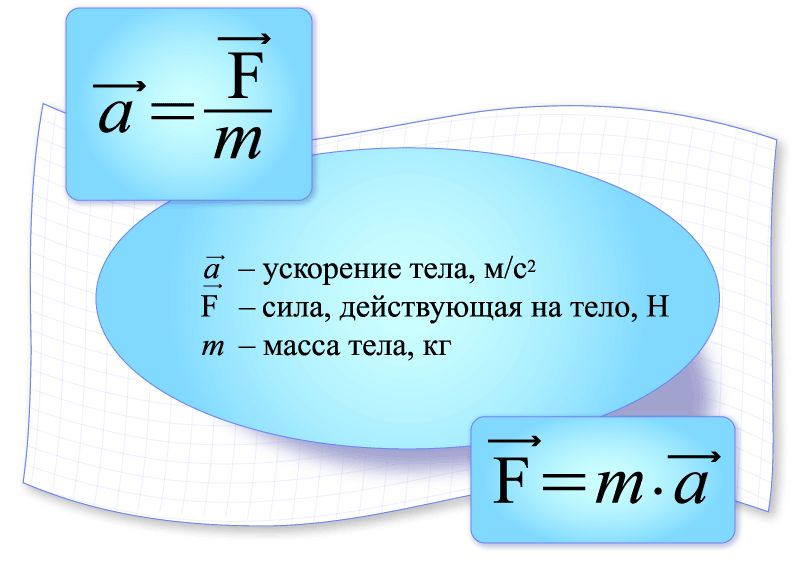 a⃗ = F⃗/m
a⃗ – ускорение тела, м/с²
F⃗ – сила, действующая на тело, Н
m – масса тела, кг
F⃗ = m · a⃗